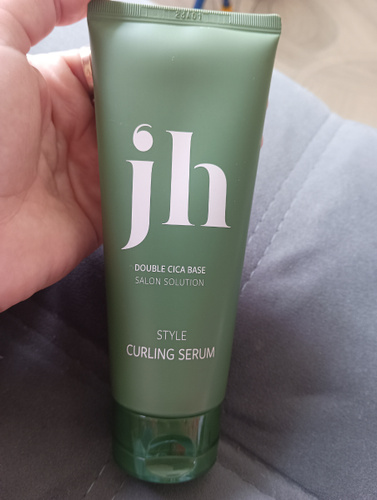 jh
DOUBLE CICA BASE
SALON SOLUTION
STYLE
CURLING SERUM